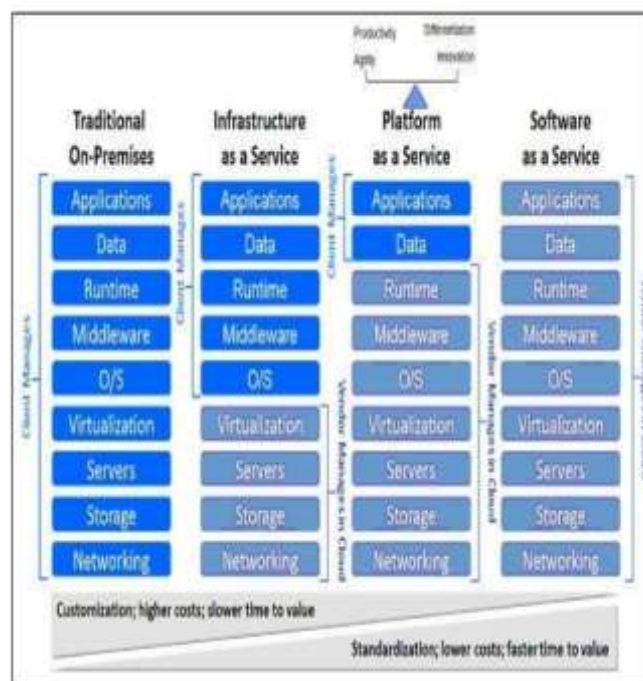 Productivity Differentiation
Agility Innovation
Traditional On-Premises
Infrastructure as a Service
Platform as a Service
Software as a Service
Client Manages
Applications
Data
Runtime
Middleware
O/S
Virtualization
Servers
Storage
Networking
Client Manages
Applications
Data
Runtime
Middleware
O/S
Virtualization
Servers
Storage
Networking
Vendor Manages in Cloud
Client Manages
Applications
Data
Runtime
Middleware
O/S
Virtualization
Servers
Storage
Networking
Vendor Manages in Cloud
Applications
Data
Runtime
Middleware
O/S
Virtualization
Servers
Storage
Networking
Customization; higher costs; slower time to value
Standardization; lower costs; faster time to value